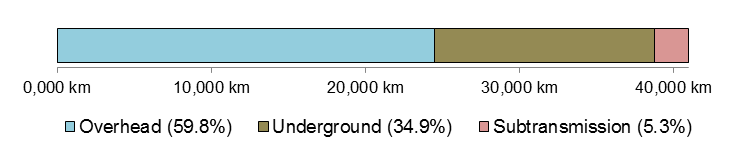 0,000 km 10,000 km 20,000 km 30,000 km 40,000 km
Overhead (59.8%) Underground (34.9%) Subtransmission (5.3%)